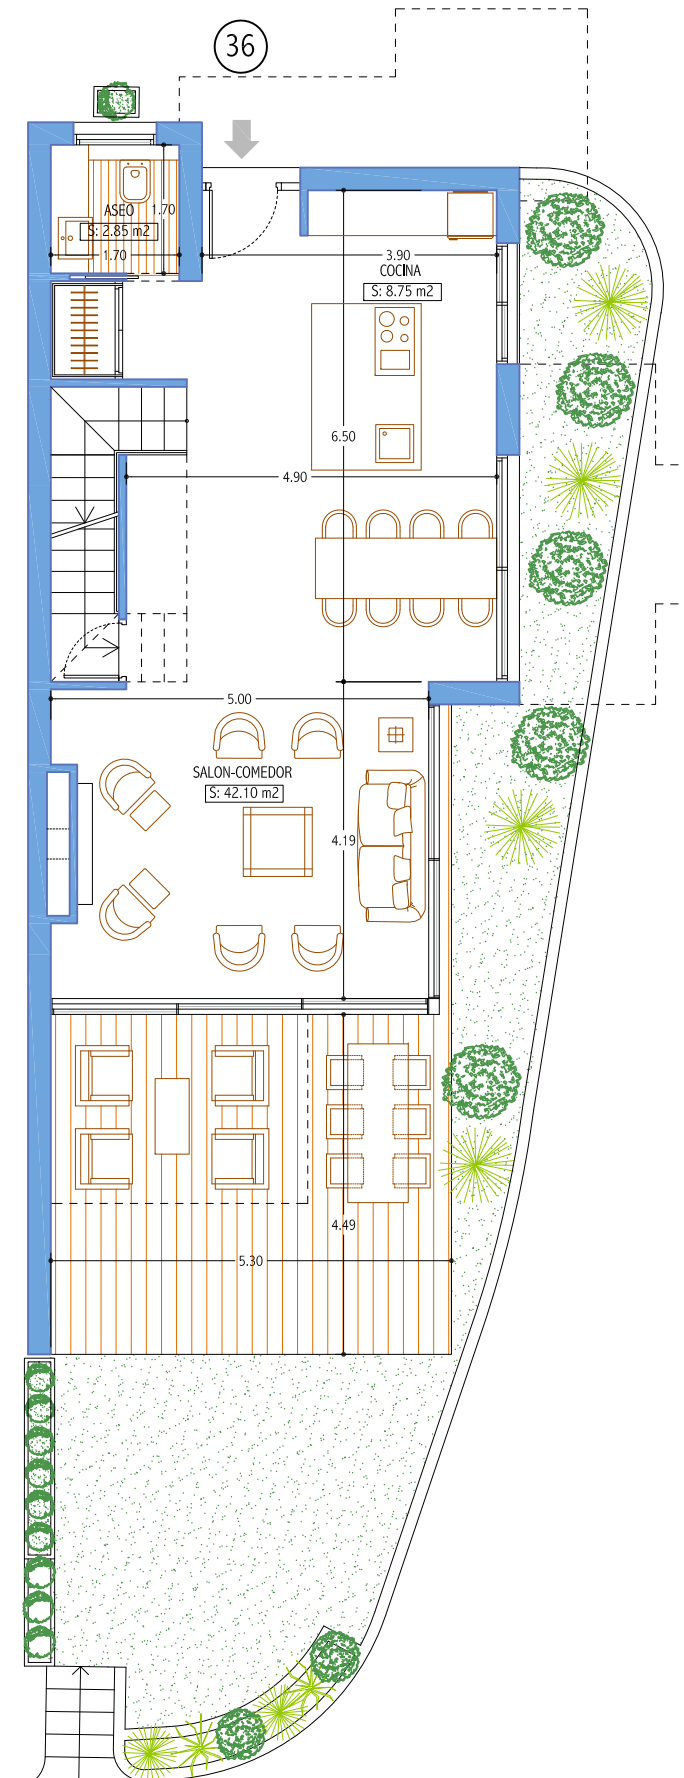 36
ASEO
1.70
S: 2.85 m2
1.70
3.90
COCINA
S: 8.75 m2
6.50
4.90
5.00
SALON-COMEDOR
S: 42.10 m2
4.19
4.49
5.30